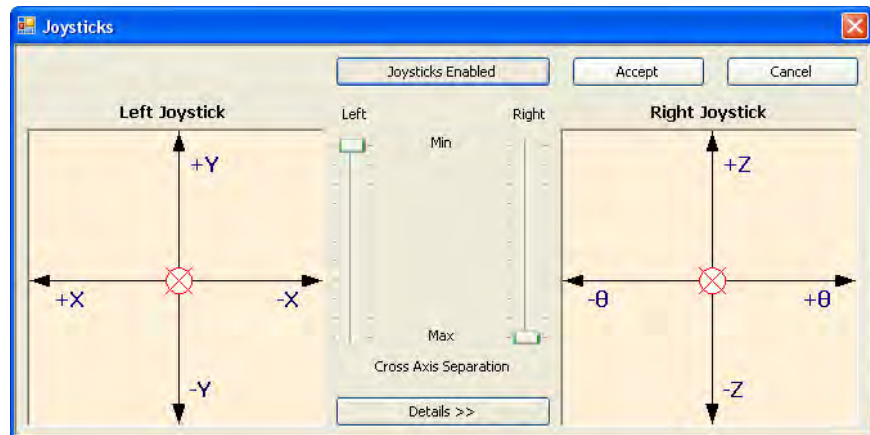 Joysticks
Joysticks Enabled
Accept
Cancel
Left Joystick
Left
Right
Right Joystick
Min
+Y
+Z
+X
-X
-θ
+θ
Max
Cross Axis Separation
-Y
-Z
Details >>